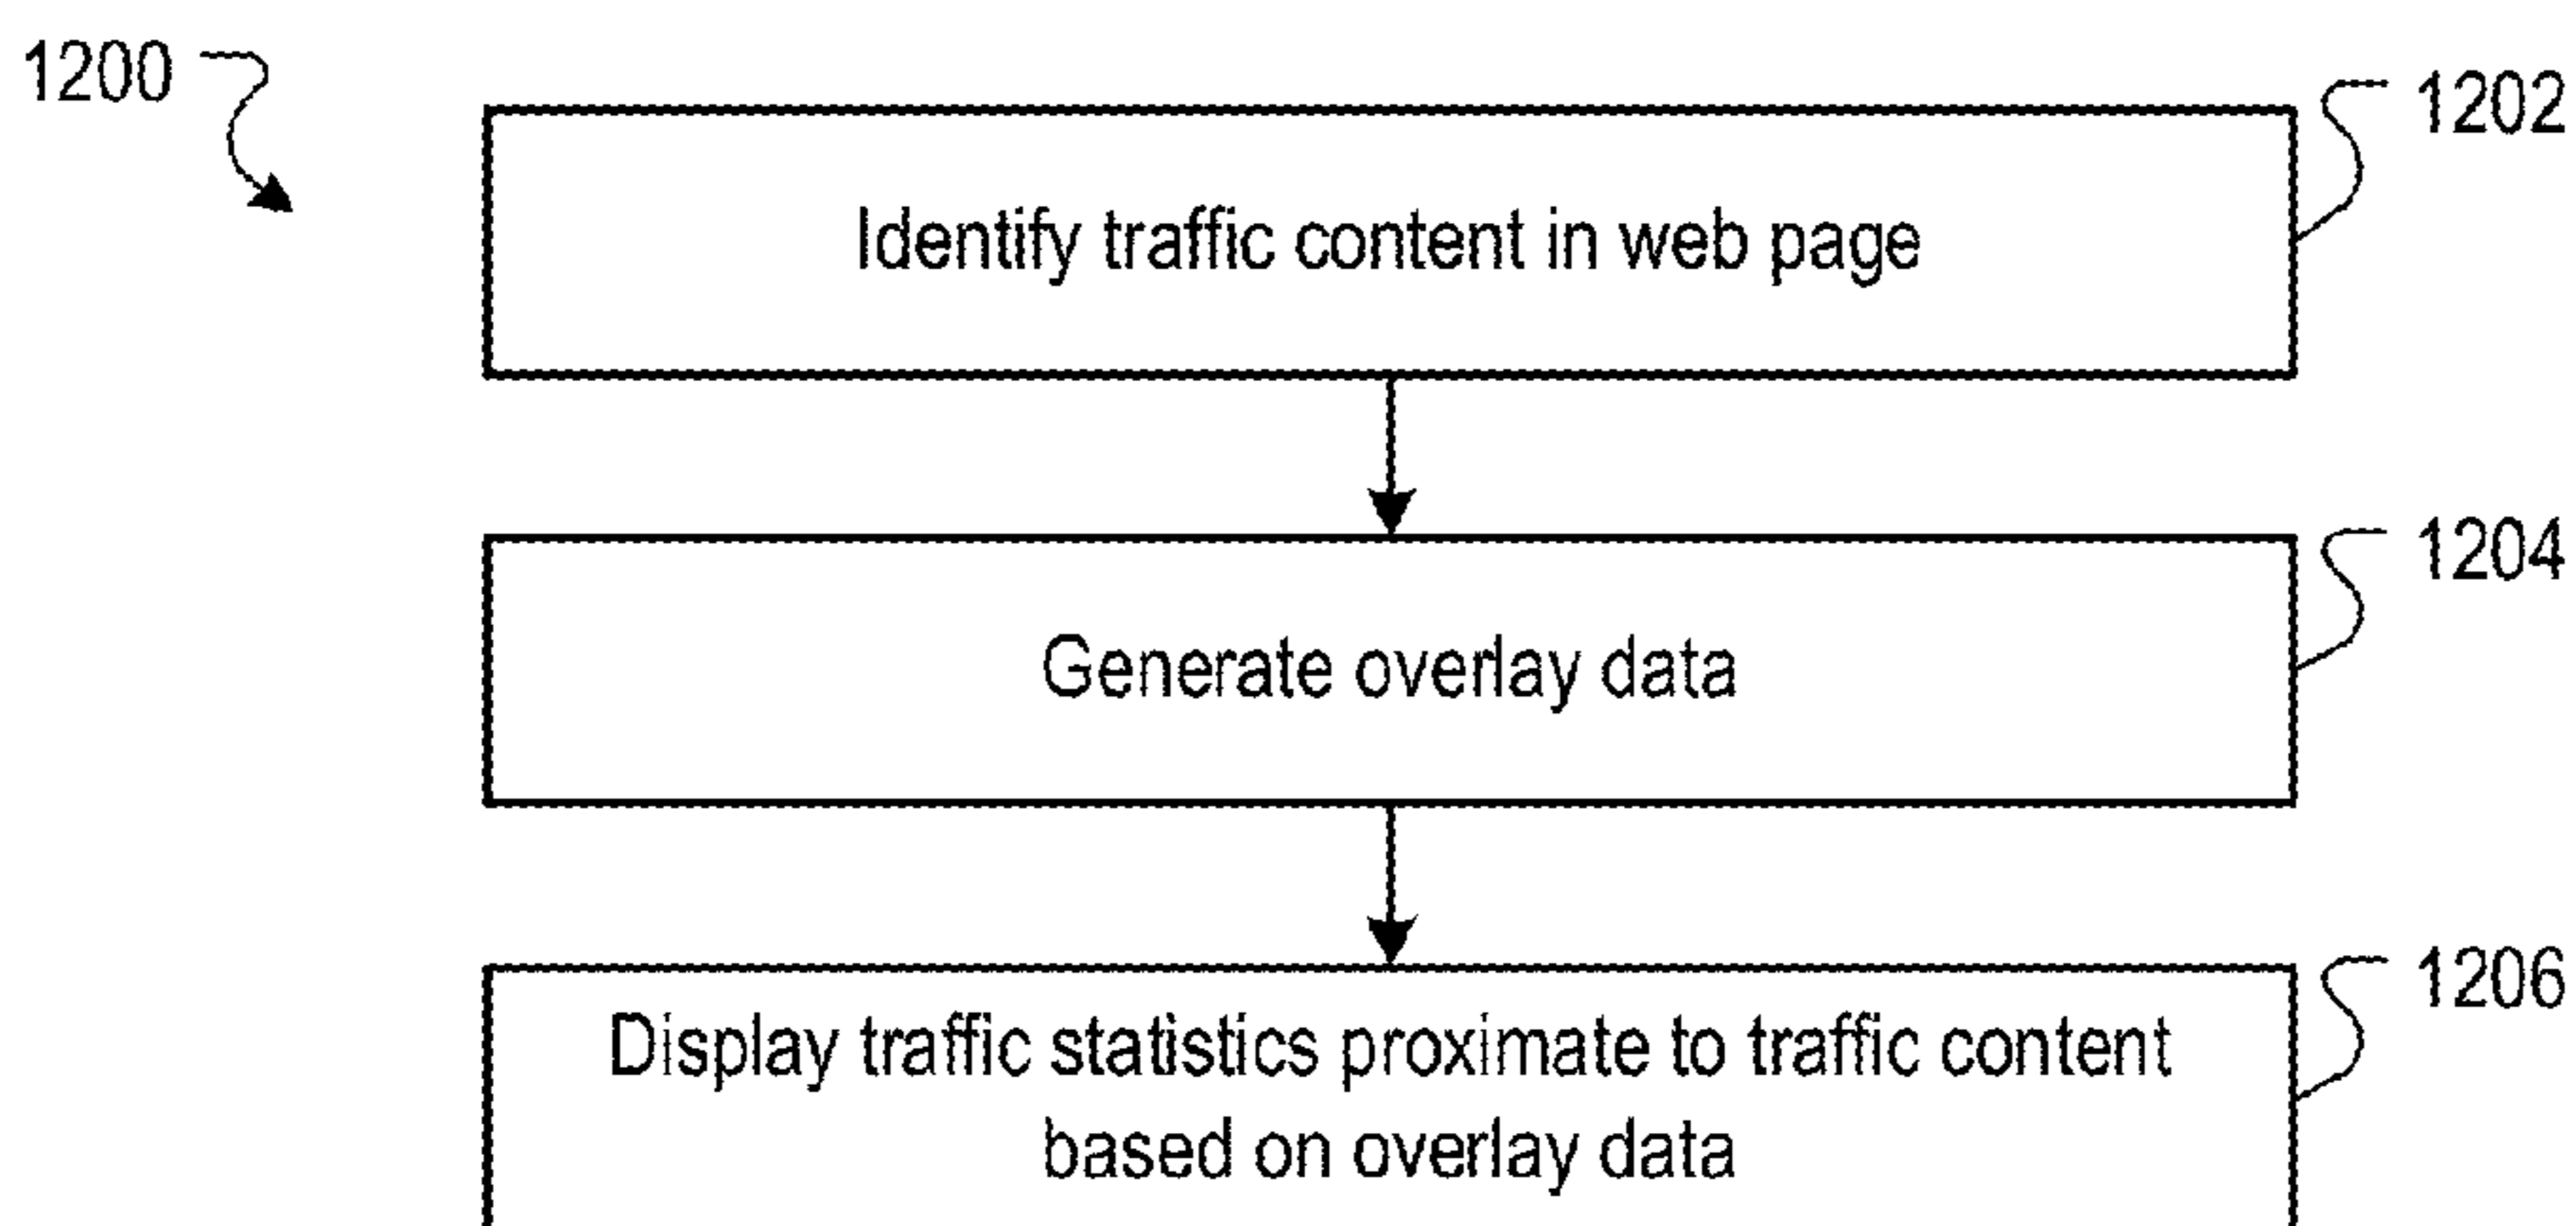 1200
1202
Identify traffic content in web page
1204
Generate overlay data
1206
Display traffic statistics proximate to traffic content
based on overlay data